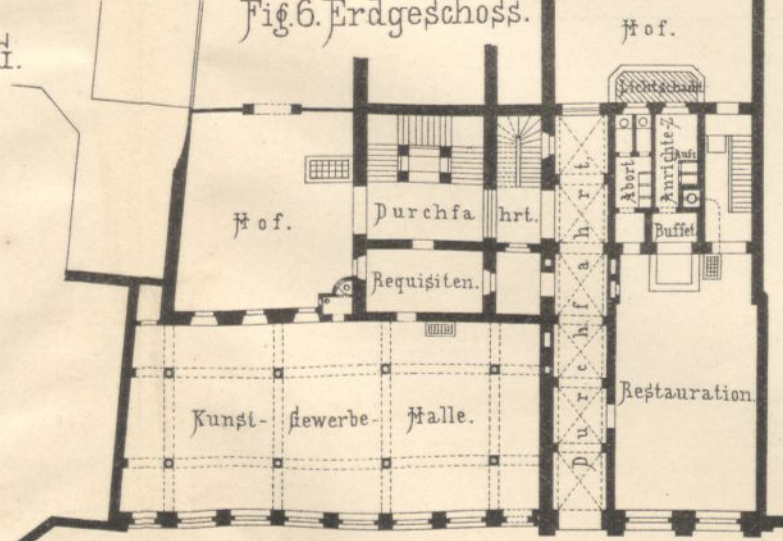 Fig. 6. Erdgeschoss.
Hof.
Lichtschacht
Abort
Anrichte-Z.
Aufz.
Durchfahrt.
Hof.
Durchfahrt
Buffet
Requisiten.
Restauration.
Kunst- Gewerbe- Halle.